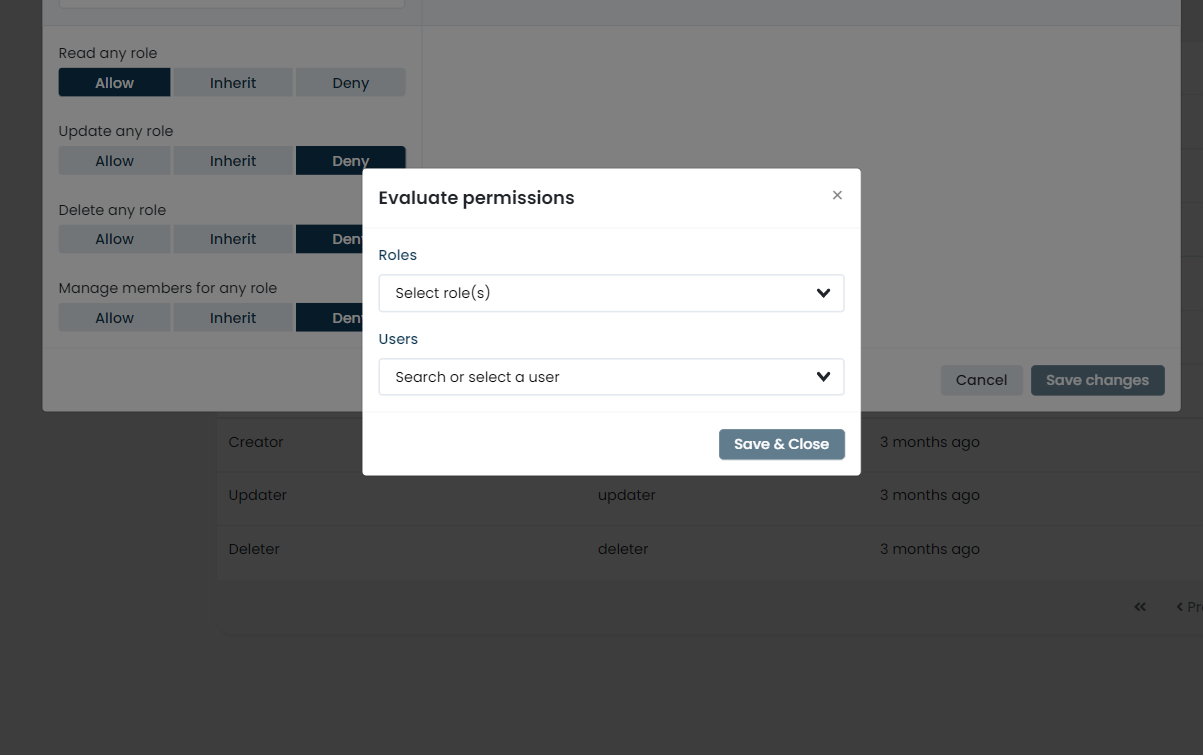 Read any role
Allow Inherit Deny
Update any role
Allow Inherit Deny
Delete any role
Allow Inherit
Manage members for any role
Allow Inherit
Evaluate permissions
×
Roles
Select role(s)
Users
Search or select a user
Save & Close
Cancel Save changes
Creator 3 months ago
Updater updater 3 months ago
Deleter deleter 3 months ago
« ‹ Pr